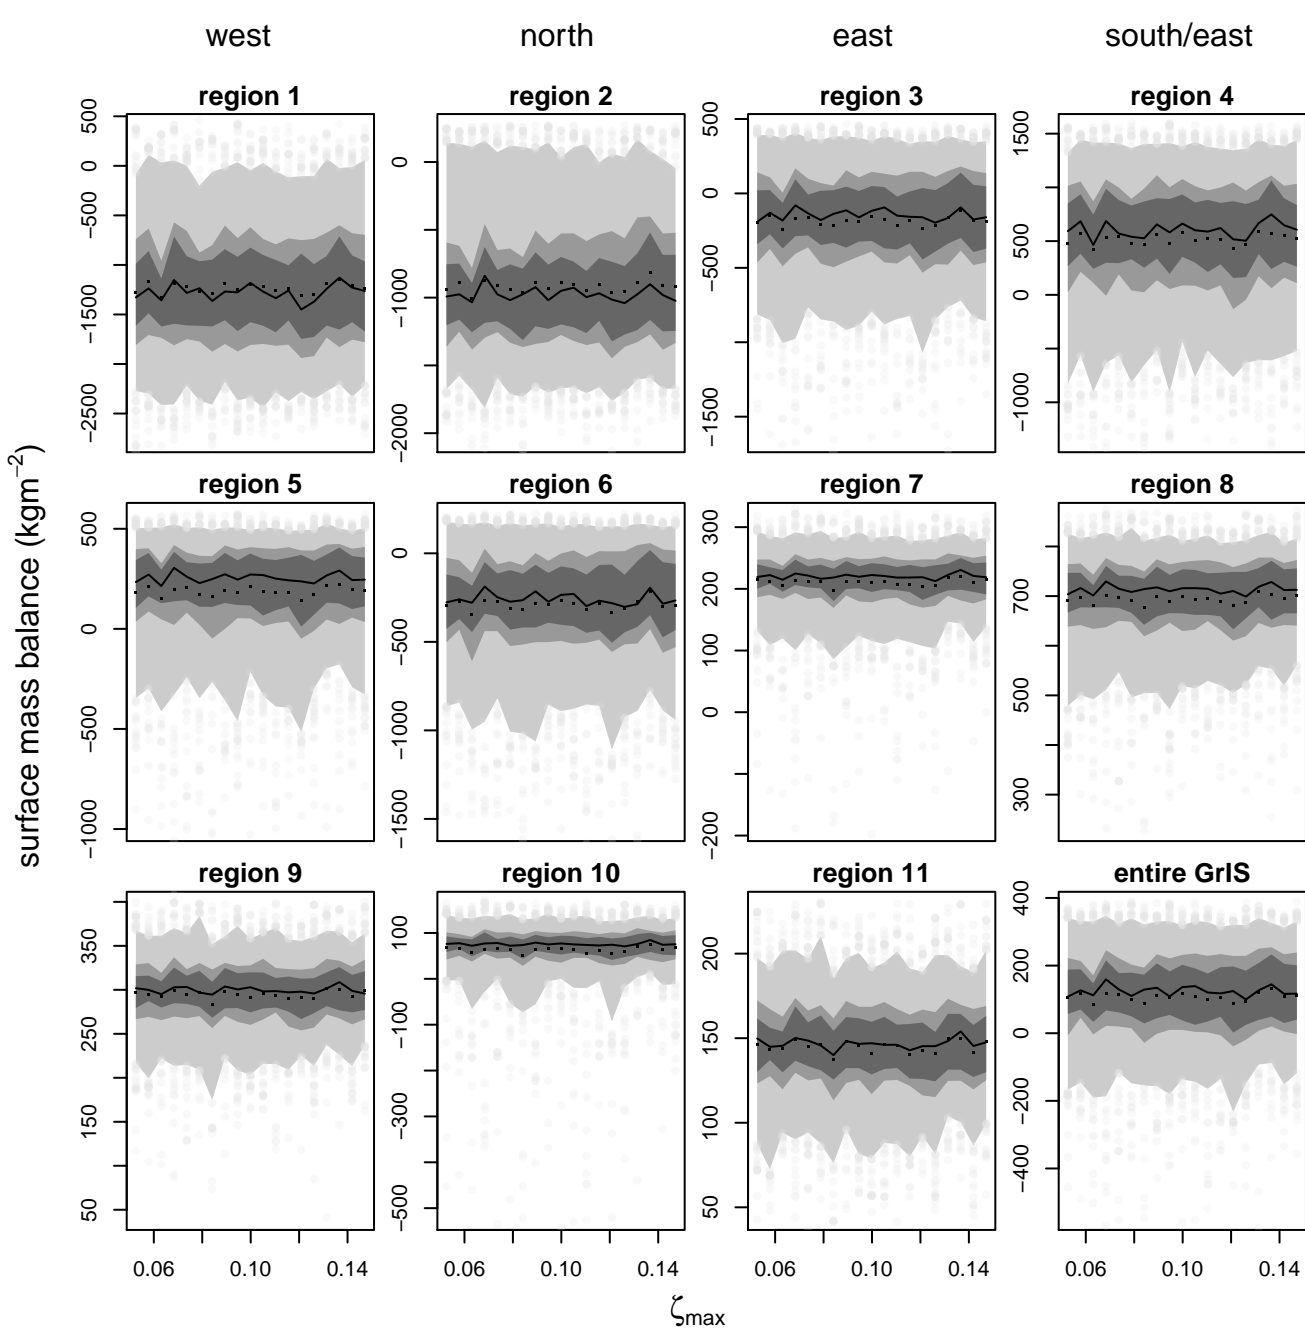 west north east south/east
region 1 region 2 region 3 region 4
500 0 −500 −1500 −2500
0 −1000 −2000
500 0 −500 −1500
1500 500 0 −1000
surface mass balance (kgm−2)
region 5 region 6 region 7 region 8
500 0 −500 −1000
0 −500 −1000 −1500
300 200 100 0 −200
700 500 300
region 9 region 10 region 11 entire GrIS
350 250 150 50
100 −100 −300 −500
200 150 100 50
400 200 0 −200 −400
0.06 0.10 0.14 0.06 0.10 0.14 0.06 0.10 0.14 0.06 0.10 0.14
ζmax